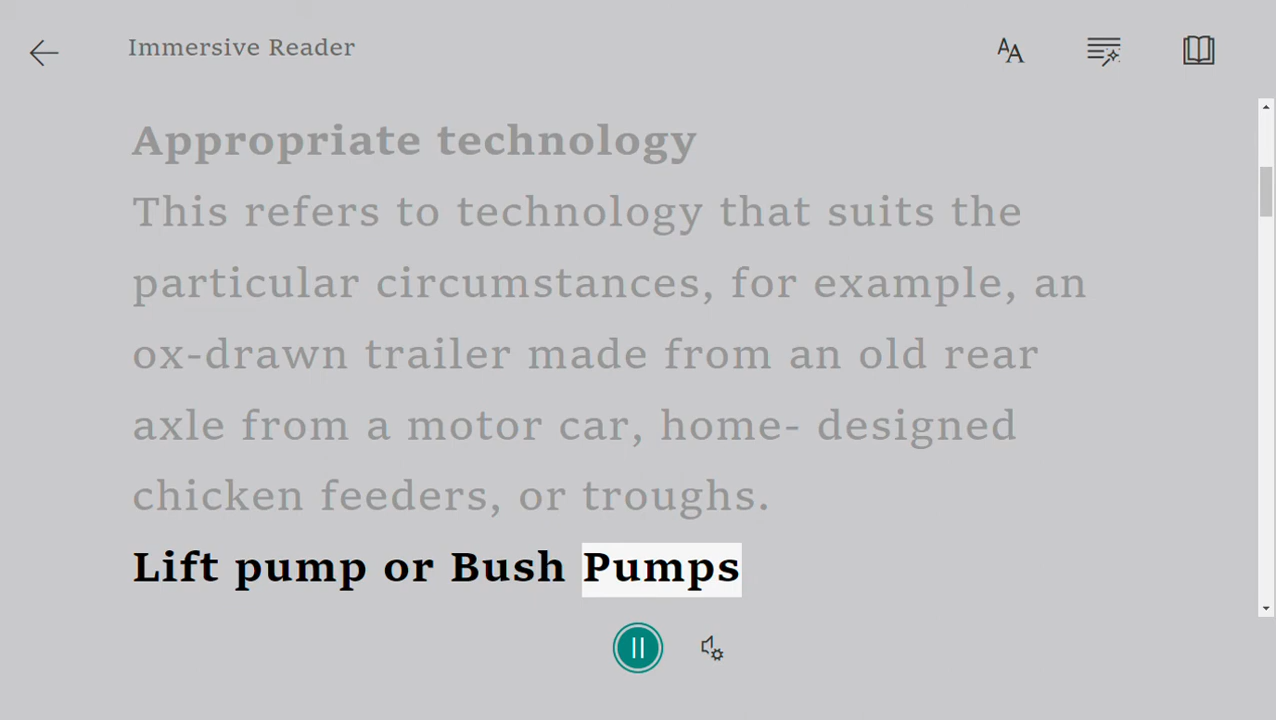 Immersive Reader
Appropriate technology
This refers to technology that suits the
particular circumstances, for example, an
ox-drawn trailer made from an old rear
axle from a motor car, home- designed
chicken feeders, or troughs.
Lift pump or Bush Pumps